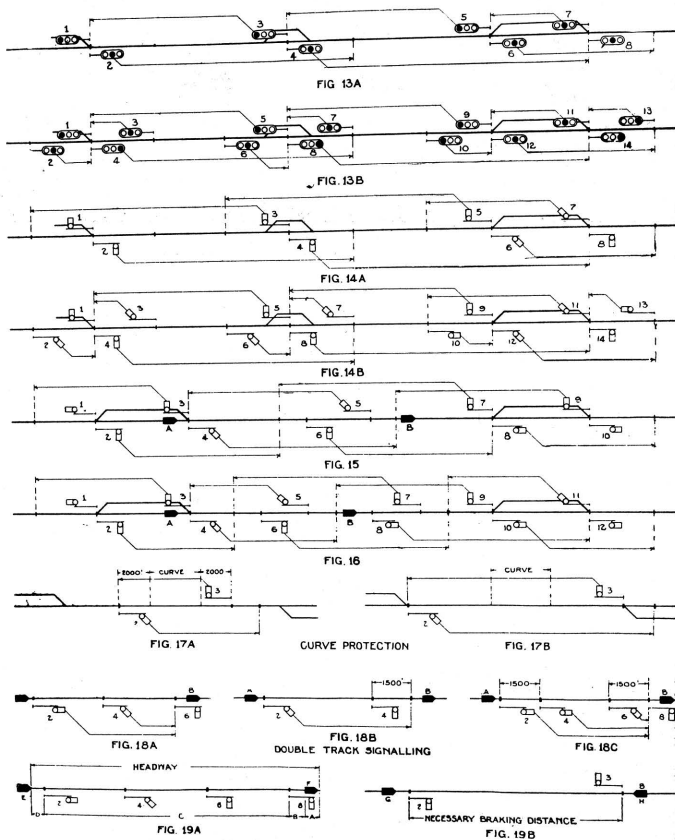 1 3 5 7
2 4 6 8
FIG 13A
1 3 5 7 9 11 13
2 4 6 8 10 12 14
FIG. 13B
1 3 5 7
2 4 6 8
FIG. 14A
1 3 5 7 9 11 13
2 4 6 8 10 12 14
FIG. 14B
1 3 5 7 9
A B
2 4 6 8 10
FIG. 15
1 3 5 7 9 11
A B
2 4 6 8 10 12
FIG. 16
2000' CURVE 2000
3
2
FIG. 17A
CURVE
3
2
FIG. 17B
CURVE PROTECTION
B
2 4 6
FIG. 18A
1500'
B
2 4
FIG. 18B
1500' 1500'
A B
2 4 6 8
FIG. 18C
DOUBLE TRACK SIGNALLING
HEADWAY
E F
2 4 6 8
D C B A
FIG. 19A
3
G B
H
2
NECESSARY BRAKING DISTANCE
FIG. 19B